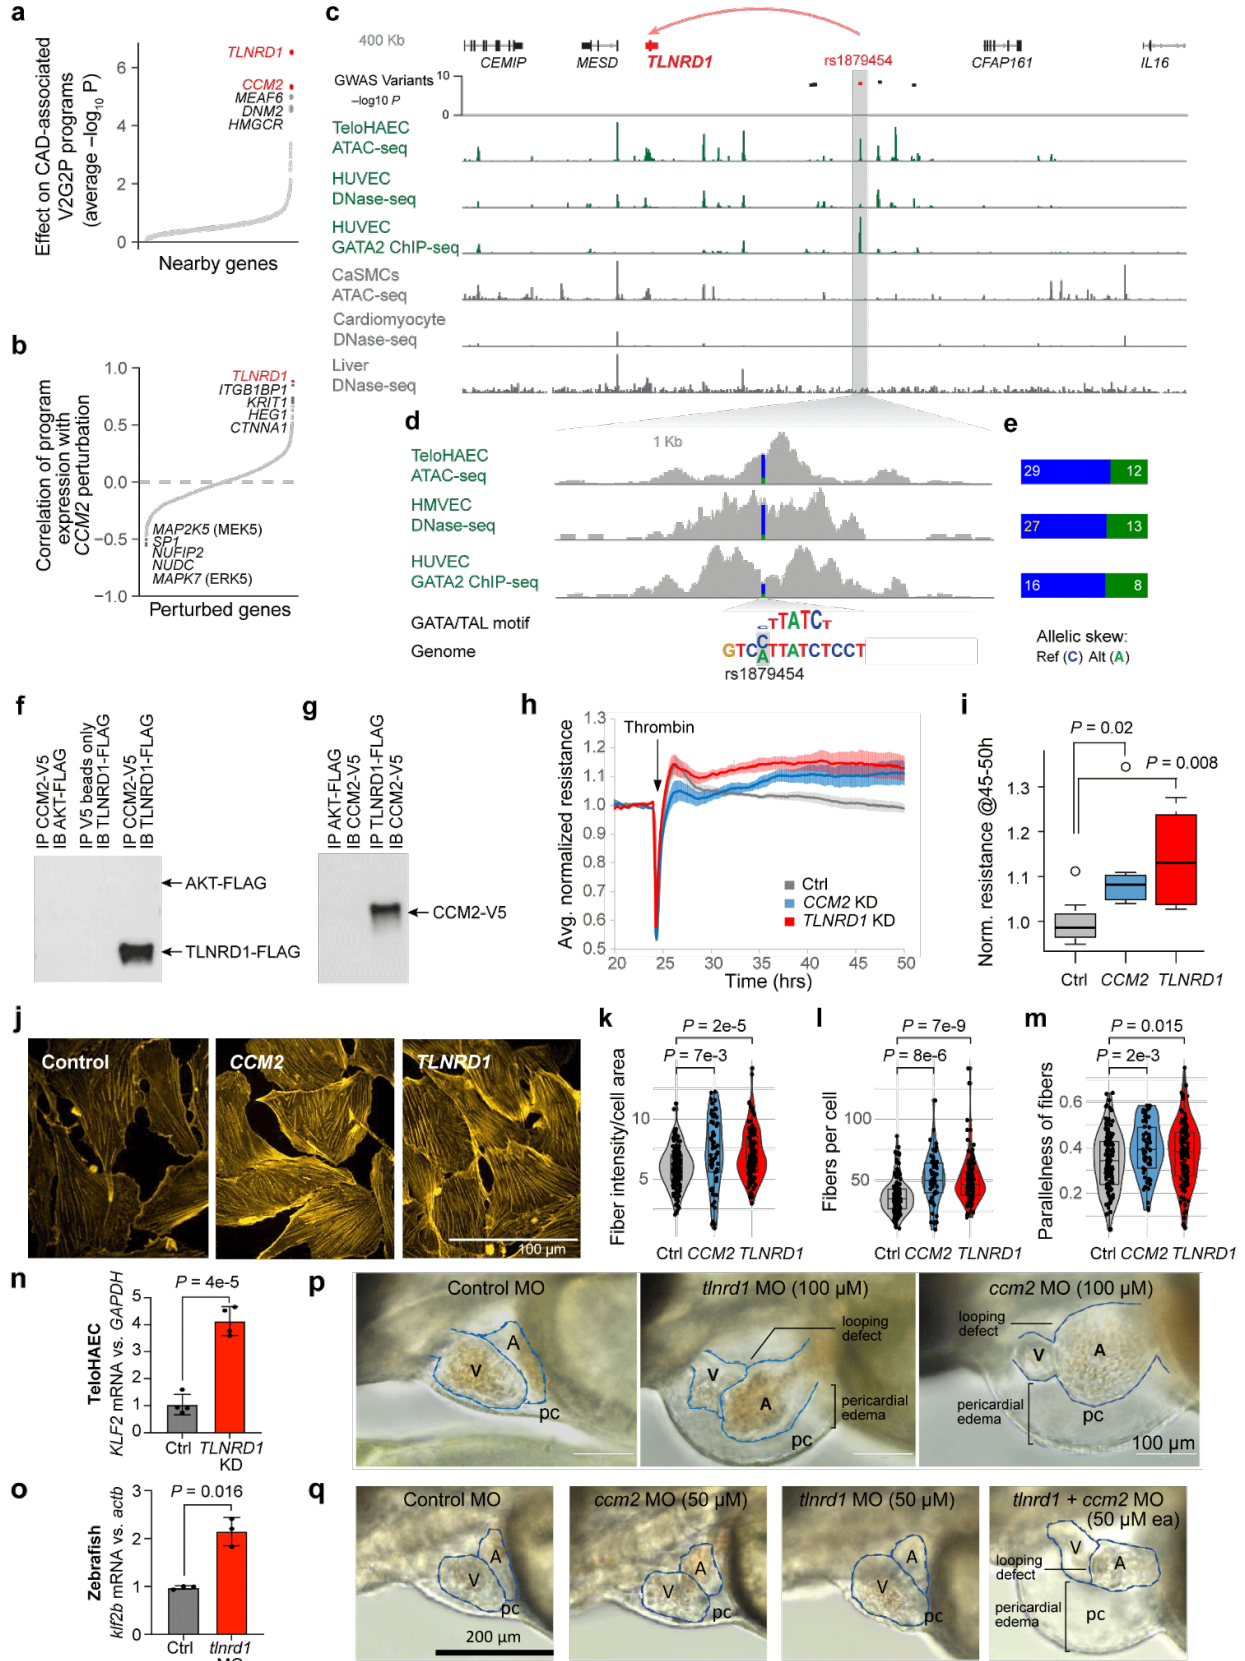 a
Effect on CAD-associated
V2G2P programs
(average –log10 P)
6
4
2
0
TLNRD1
CCM2
MEAF6
DNM2
HMGCR
Nearby genes
b
Correlation of program
expression with
CCM2 perturbation
1.0
0.5
0.0
−0.5
−1.0
TLNRD1
ITGB1BP1
KRIT1
HEG1
CTNNA1
MAP2K5 (MEK5)
SP1
NUFIP2
NUDC
MAPK7 (ERK5)
Perturbed genes
c
400 Kb
CEMIP
MESD
TLNRD1
rs1879454
CFAP161
IL16
GWAS Variants
–log10 P
10
0
TeloHAEC
ATAC-seq
HUVEC
DNase-seq
HUVEC
GATA2 ChIP-seq
CaSMCs
ATAC-seq
Cardiomyocyte
DNase-seq
Liver
DNase-seq
d
1 Kb
TeloHAEC
ATAC-seq
HMVEC
DNase-seq
HUVEC
GATA2 ChIP-seq
GATA/TAL motif
TTATCT
Genome
C
GTCATTATCTCCT
rs1879454
e
29 12
27 13
16 8
Allelic skew:
Ref (C) Alt (A)
f
IP CCM2-V5
IB AKT-FLAG
IP V5 beads only
IB TLNRD1-FLAG
IP CCM2-V5
IB TLNRD1-FLAG
AKT-FLAG
TLNRD1-FLAG
g
IP AKT-FLAG
IB CCM2-V5
IP TLNRD1-FLAG
IB CCM2-V5
CCM2-V5
h
Avg. normalized resistance
1.3
1.2
1.1
1.0
0.9
0.8
0.7
0.6
0.5
Thrombin
Ctrl
CCM2 KD
TLNRD1 KD
20 25 30 35 40 45 50
Time (hrs)
i
Norm. resistance @45-50h
P = 0.02
P = 0.008
1.3
1.2
1.1
1.0
Ctrl CCM2 TLNRD1
j
Control
CCM2
TLNRD1
100 µm
k
Fiber intensity/cell area
P = 2e-5
P = 7e-3
10
5
Ctrl CCM2 TLNRD1
l
Fibers per cell
P = 7e-9
P = 8e-6
100
50
Ctrl CCM2 TLNRD1
m
Parallelness of fibers
P = 0.015
P = 2e-3
0.6
0.4
0.2
Ctrl CCM2 TLNRD1
n
TeloHAEC
KLF2 mRNA vs. GAPDH
P = 4e-5
5
4
3
2
1
0
Ctrl TLNRD1
KD
o
Zebrafish
klf2b mRNA vs. actb
P = 0.016
3
2
1
0
Ctrl tlnrd1
MO
p
Control MO
A
V
pc
tlnrd1 MO (100 µM)
looping
defect
V
A
pericardial
edema
pc
ccm2 MO (100 µM)
looping
defect
V
A
pericardial
edema
pc
100 µm
q
Control MO
A
V
pc
200 µm
ccm2 MO (50 µM)
A
V
pc
tlnrd1 MO (50 µM)
A
V
pc
tlnrd1 + ccm2 MO
(50 µM ea)
V
A
looping
defect
pericardial
edema
pc